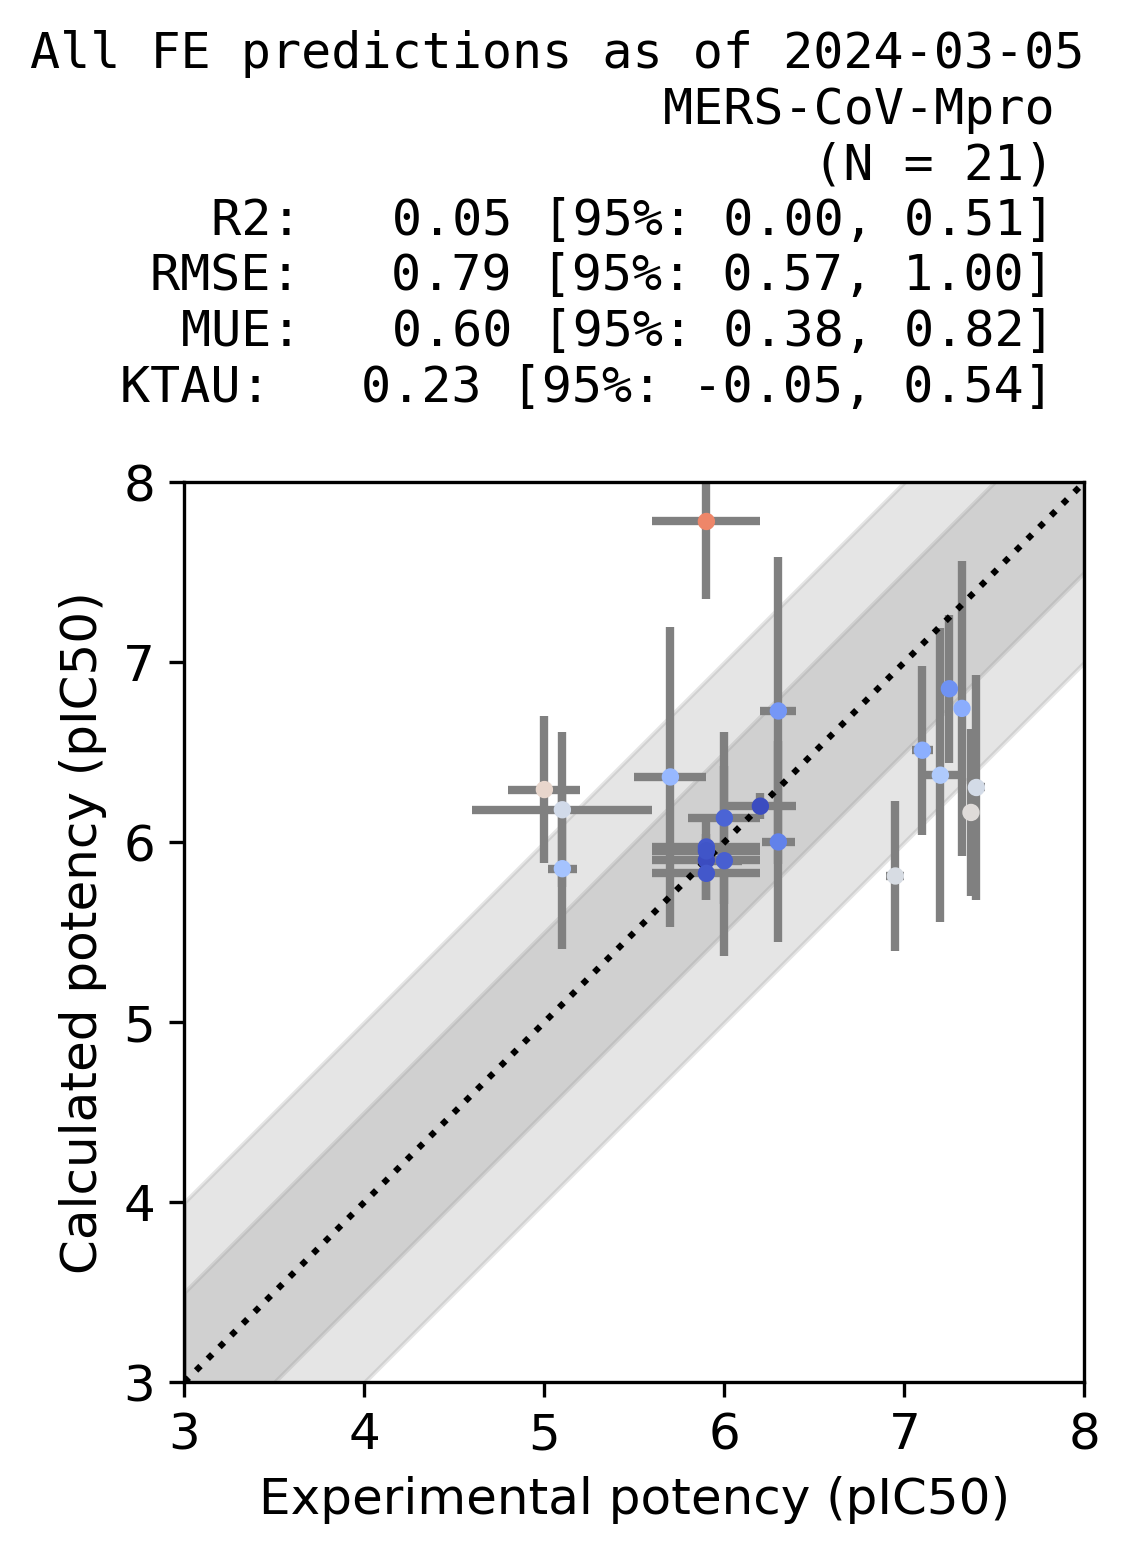 All FE predictions as of 2024-03-05
MERS-CoV-Mpro
(N = 21)
R2: 0.05 [95%: 0.00, 0.51]
RMSE: 0.79 [95%: 0.57, 1.00]
MUE: 0.60 [95%: 0.38, 0.82]
KTAU: 0.23 [95%: -0.05, 0.54]
8
7
6
5
4
3
Calculated potency (pIC50)
3 4 5 6 7 8
Experimental potency (pIC50)